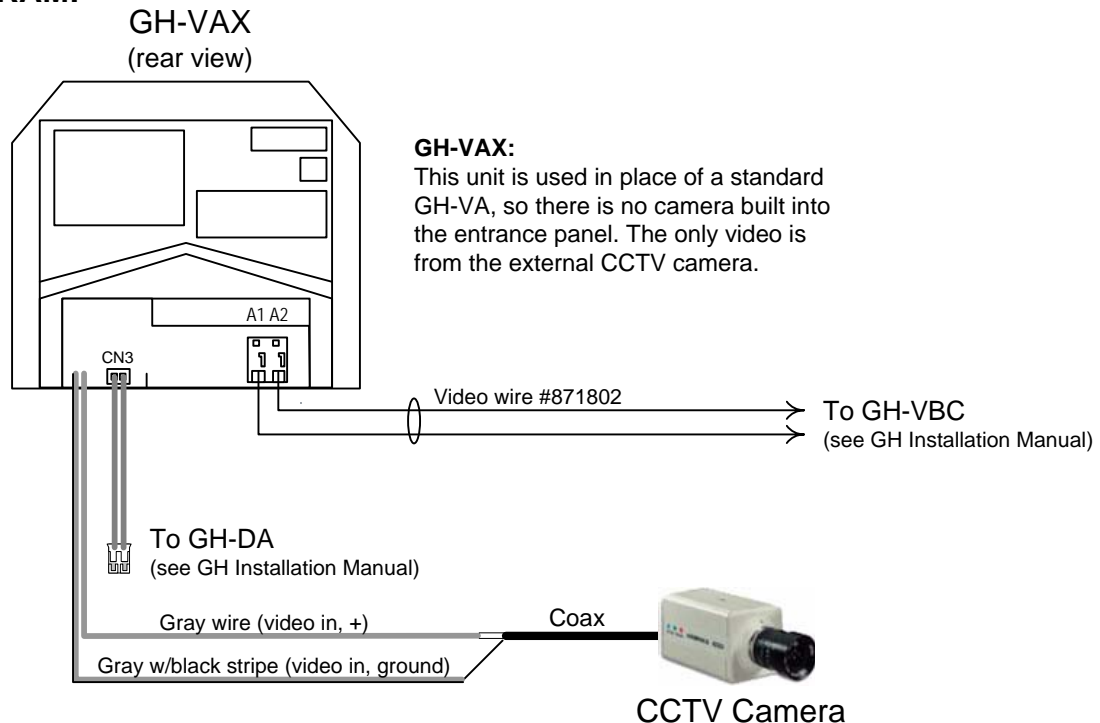 GH-VAX
(rear view)
GH-VAX:
This unit is used in place of a standard
GH-VA, so there is no camera built into
the entrance panel. The only video is
from the external CCTV camera.
A1 A2
CN3
Video wire #871802
To GH-VBC
(see GH Installation Manual)
To GH-DA
(see GH Installation Manual)
Gray wire (video in, +)
Coax
Gray w/black stripe (video in, ground)
CCTV Camera